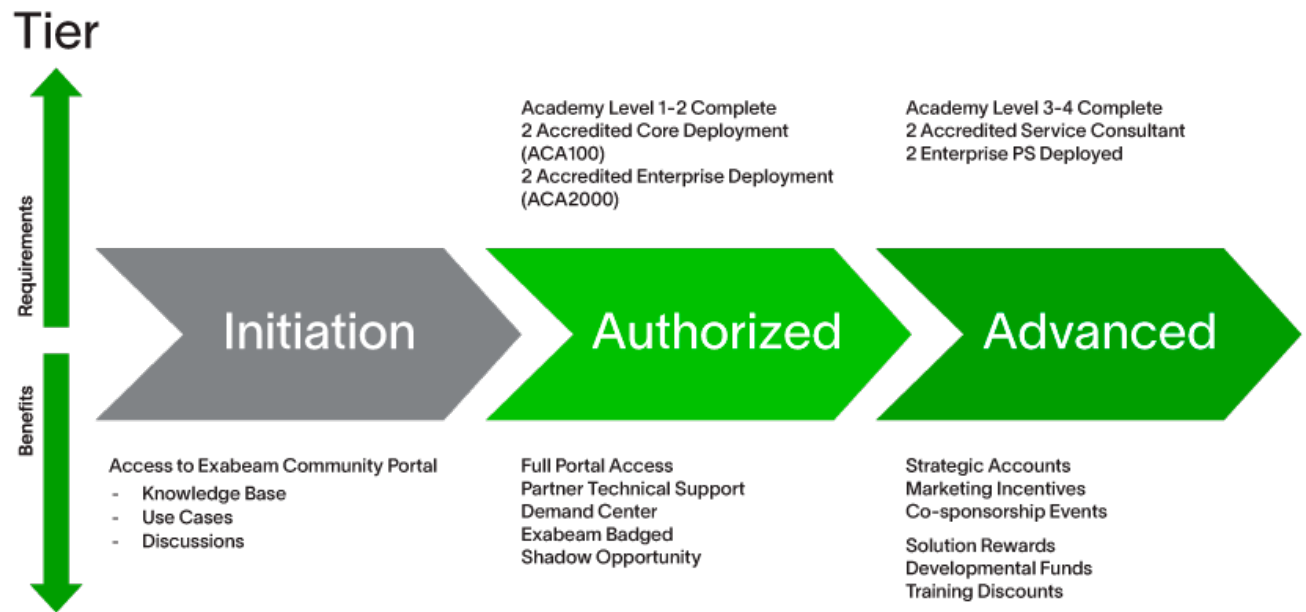 Tier
Requirements
Academy Level 1-2 Complete
2 Accredited Core Deployment
(ACA100)
2 Accredited Enterprise Deployment
(ACA2000)
Academy Level 3-4 Complete
2 Accredited Service Consultant
2 Enterprise PS Deployed
Initiation
Authorized
Advanced
Benefits
Access to Exabeam Community Portal
- Knowledge Base
- Use Cases
- Discussions
Full Portal Access
Partner Technical Support
Demand Center
Exabeam Badged
Shadow Opportunity
Strategic Accounts
Marketing Incentives
Co-sponsorship Events
Solution Rewards
Developmental Funds
Training Discounts